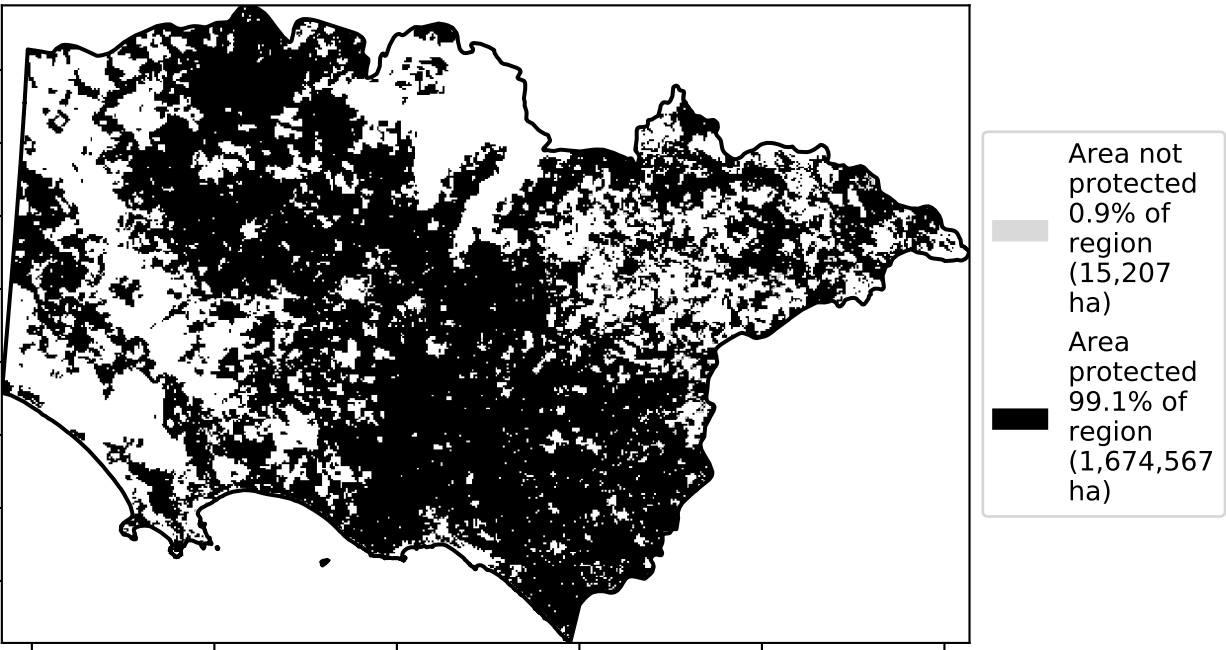 Area not
protected
0.9% of
region
(15,207
ha)
Area
protected
99.1% of
region
(1,674,567
ha)